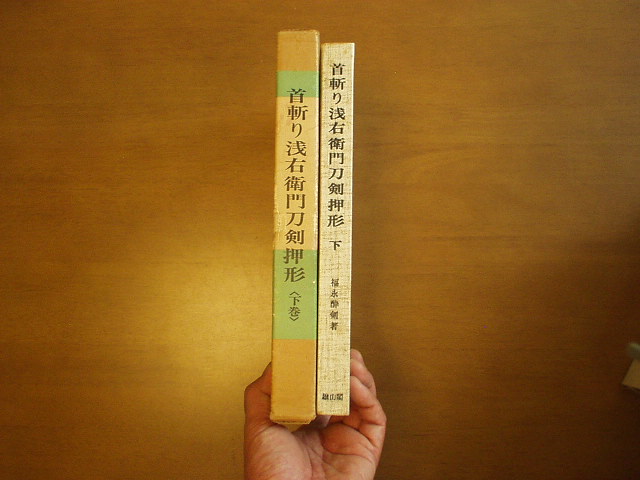 首斬り浅右衛門刀剣押形
〈下巻〉
首斬り浅右衛門刀剣押形 下
福永酔剣著
雄山閣